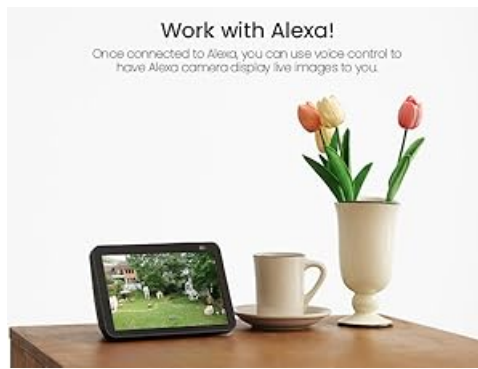 Work with Alexa!
Once connected to Alexa, you can use voice control to
have Alexa camera display live images to you.